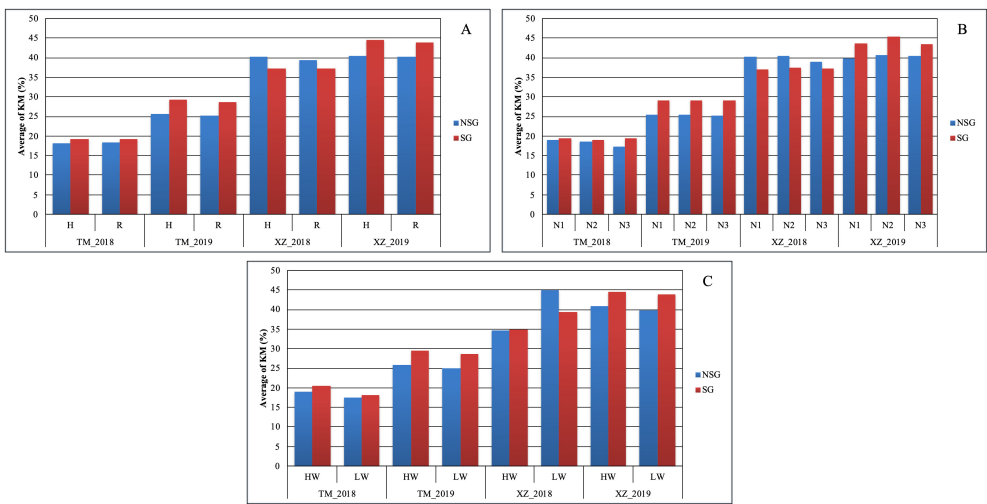 A
Average of KM (%)
50
45
40
35
30
25
20
15
10
5
0
H R H R H R H R
TM_2018 TM_2019 XZ_2018 XZ_2019
NSG
SG
B
Average of KM (%)
50
45
40
35
30
25
20
15
10
5
0
N1 N2 N3 N1 N2 N3 N1 N2 N3 N1 N2 N3
TM_2018 TM_2019 XZ_2018 XZ_2019
NSG
SG
C
Average of KM (%)
50
45
40
35
30
25
20
15
10
5
0
HW LW HW LW HW LW HW LW
TM_2018 TM_2019 XZ_2018 XZ_2019
NSG
SG